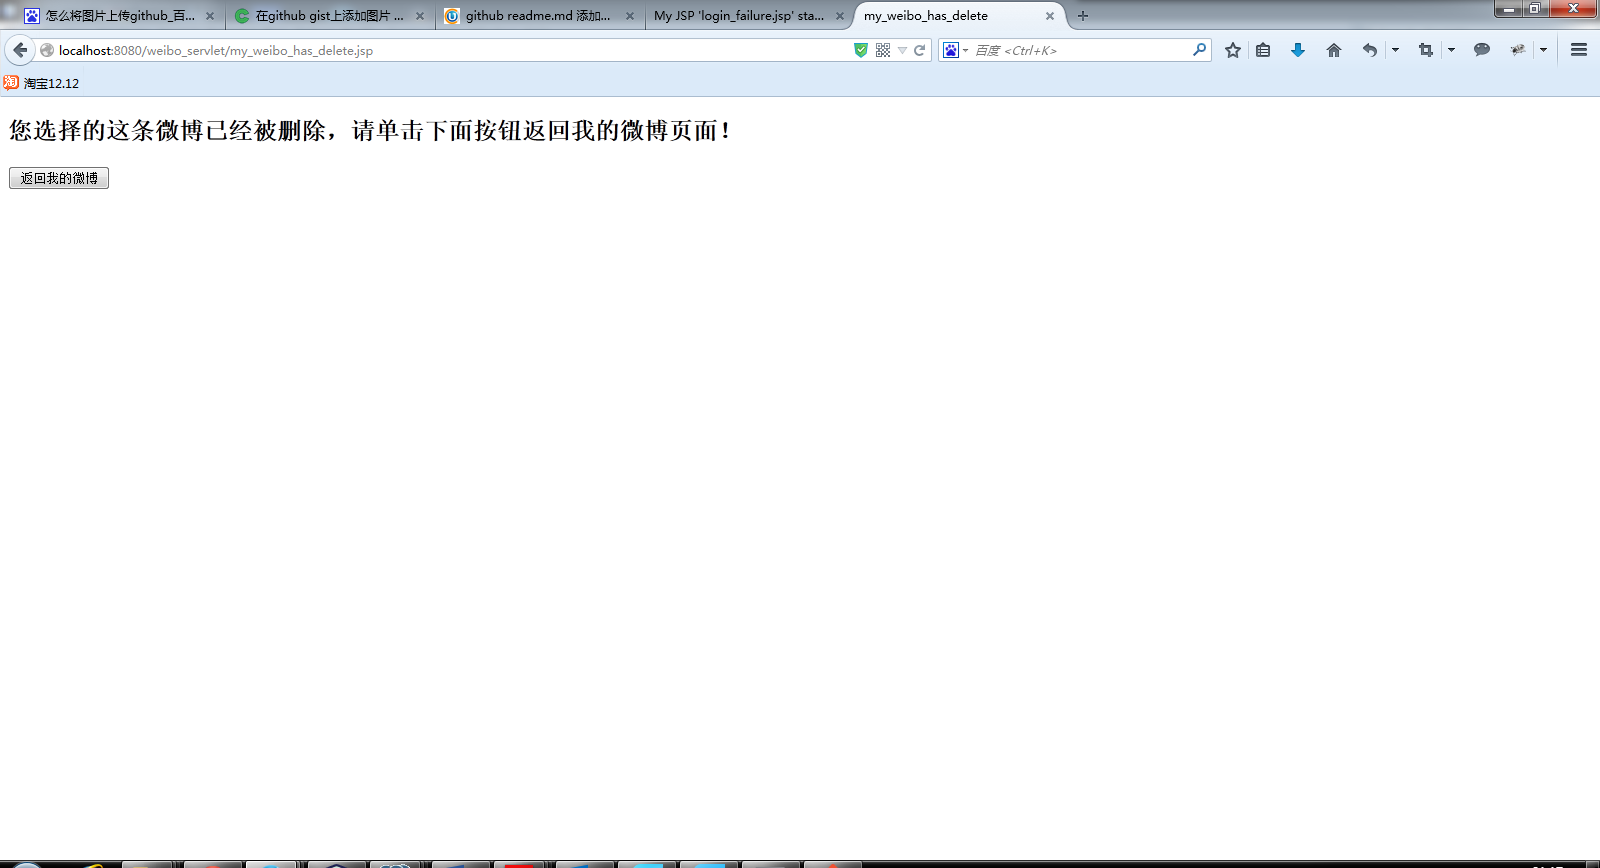 怎么将图片上传github_百...
在github gist上添加图片 ...
github readme.md 添加...
My JSP 'login_failure.jsp' sta...
my_weibo_has_delete
localhost:8080/weibo_servlet/my_weibo_has_delete.jsp
百度 <Ctrl+K>
淘 淘宝12.12
您选择的这条微博已经被删除，请单击下面按钮返回我的微博页面！
返回我的微博